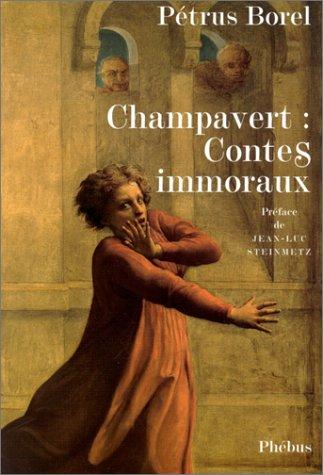 Pétrus Borel
Champavert :
Contes
immoraux
Préface
de
JEAN-LUC
STEINMETZ
Phébus